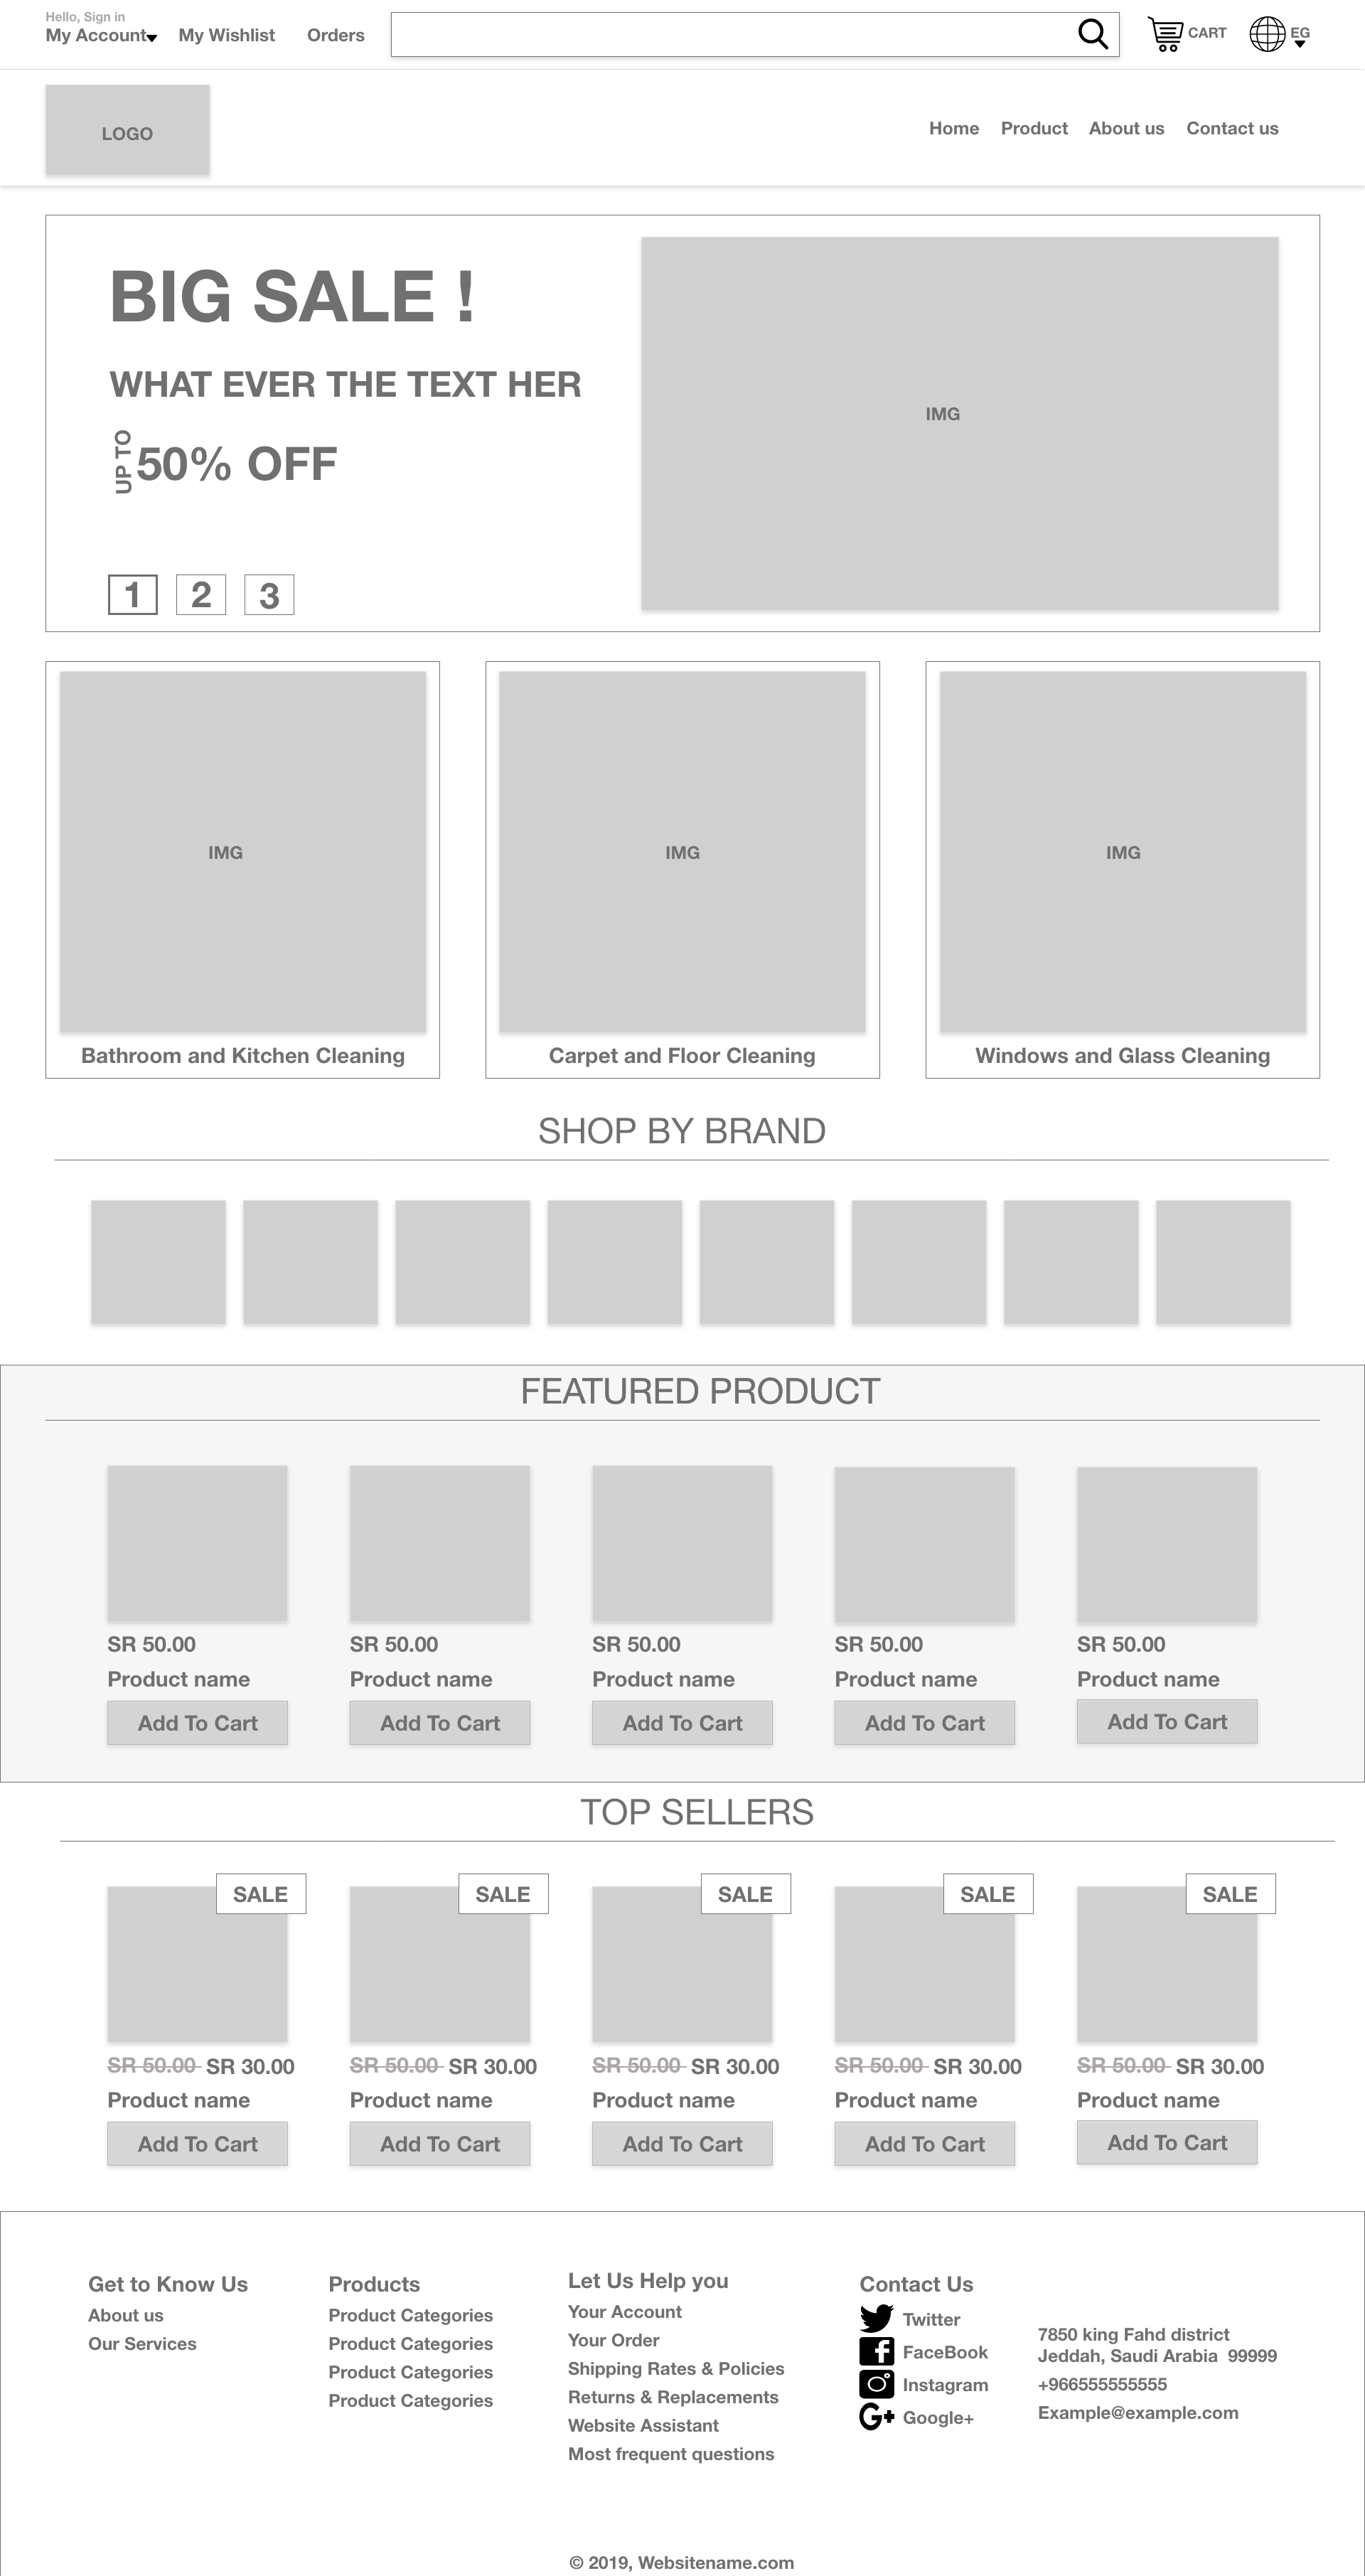 Hello, Sign in
My Account
My Wishlist
Orders
CART
EG
LOGO
Home
Product
About us
Contact us
BIG SALE !
WHAT EVER THE TEXT HER
UP TO
50% OFF
1
2
3
IMG
IMG
IMG
IMG
Bathroom and Kitchen Cleaning
Carpet and Floor Cleaning
Windows and Glass Cleaning
SHOP BY BRAND
FEATURED PRODUCT
SR 50.00
SR 50.00
SR 50.00
SR 50.00
SR 50.00
Product name
Product name
Product name
Product name
Product name
Add To Cart
Add To Cart
Add To Cart
Add To Cart
Add To Cart
TOP SELLERS
SALE
SALE
SALE
SALE
SALE
SR 50.00 SR 30.00
SR 50.00 SR 30.00
SR 50.00 SR 30.00
SR 50.00 SR 30.00
SR 50.00 SR 30.00
Product name
Product name
Product name
Product name
Product name
Add To Cart
Add To Cart
Add To Cart
Add To Cart
Add To Cart
Get to Know Us
About us
Our Services
Products
Product Categories
Product Categories
Product Categories
Product Categories
Let Us Help you
Your Account
Your Order
Shipping Rates & Policies
Returns & Replacements
Website Assistant
Most frequent questions
Contact Us
Twitter
FaceBook
Instagram
Google+
7850 king Fahd district
Jeddah, Saudi Arabia 99999
+966555555555
Example@example.com
© 2019, Websitename.com